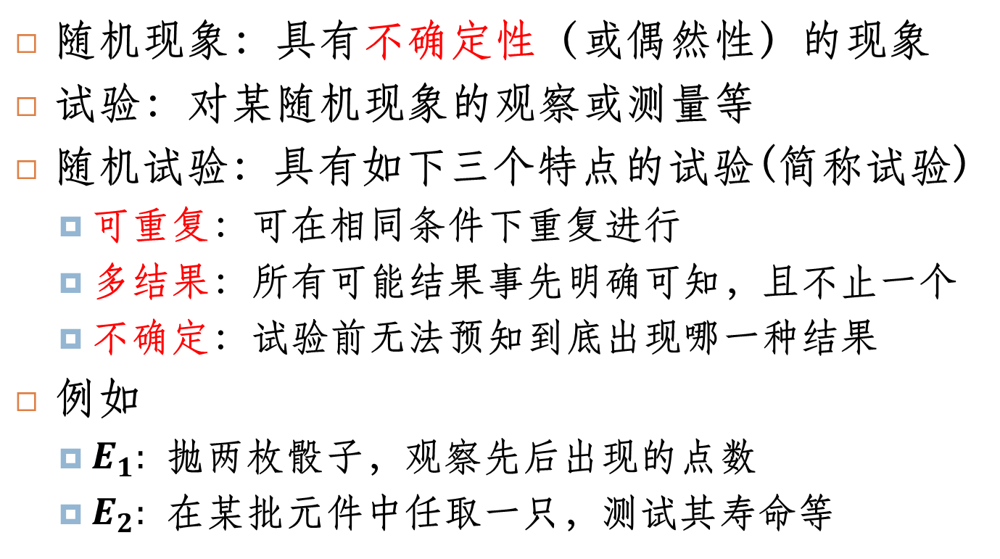 随机现象：具有不确定性（或偶然性）的现象
试验：对某随机现象的观察或测量等
随机试验：具有如下三个特点的试验(简称试验)
可重复：可在相同条件下重复进行
多结果：所有可能结果事先明确可知，且不止一个
不确定：试验前无法预知到底出现哪一种结果
例如
E₁: 抛两枚骰子，观察先后出现的点数
E₂: 在某批元件中任取一只，测试其寿命等